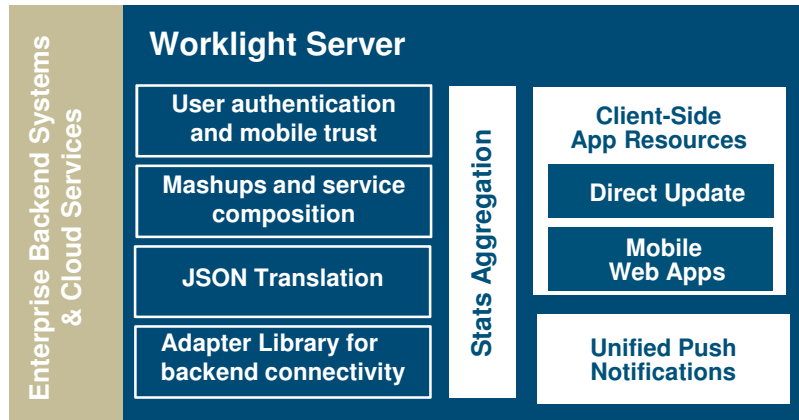 Enterprise Backend Systems
& Cloud Services
Worklight Server
User authentication
and mobile trust
Mashups and service
composition
JSON Translation
Adapter Library for
backend connectivity
Stats Aggregation
Client-Side
App Resources
Direct Update
Mobile
Web Apps
Unified Push
Notifications